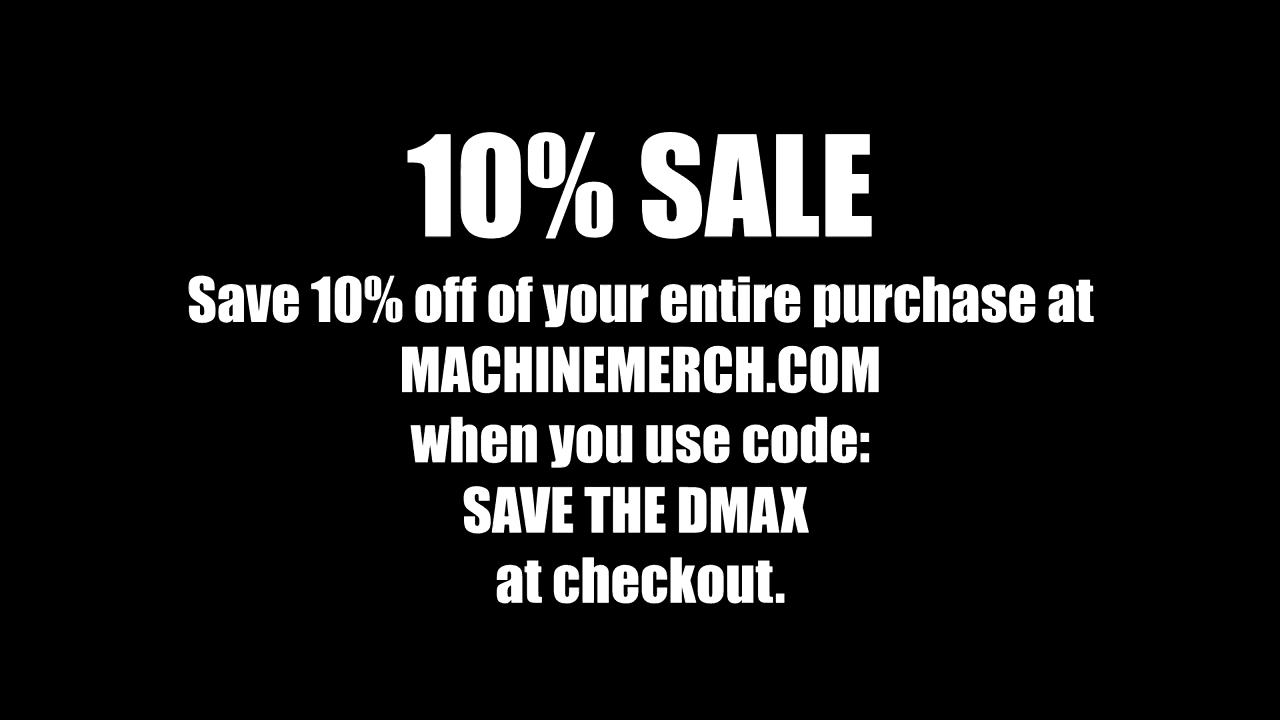 10% SALE
Save 10% off of your entire purchase at
MACHINEMERCH.COM
when you use code:
SAVE THE DMAX
at checkout.